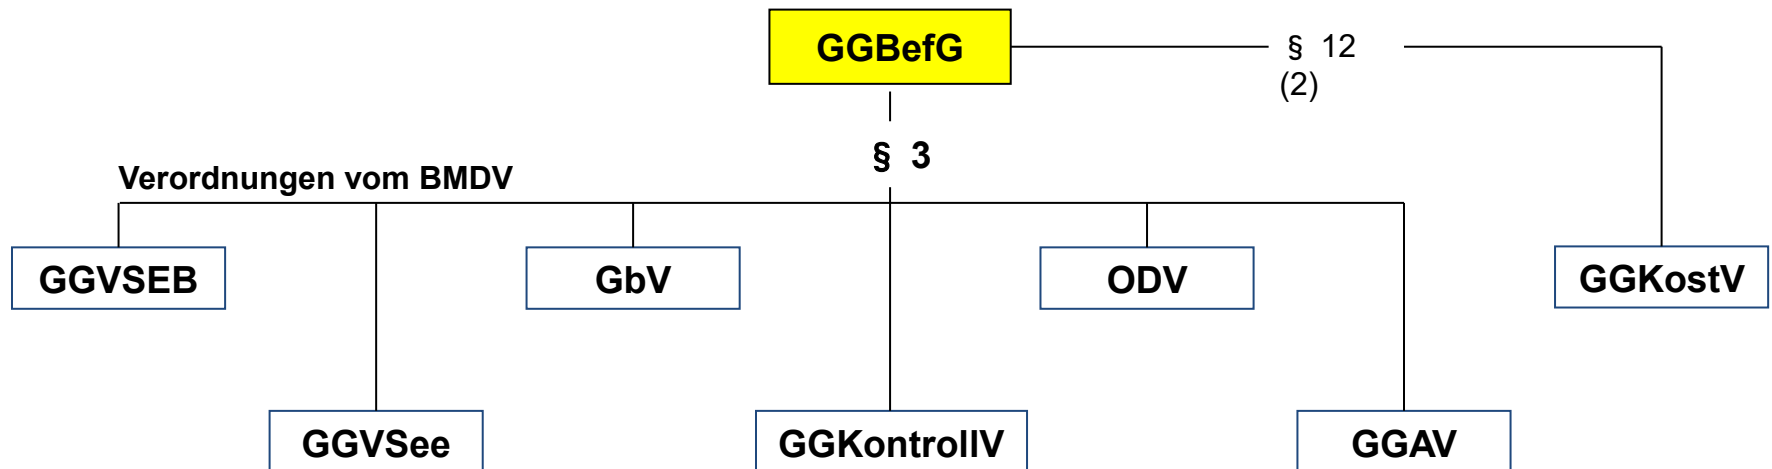 GGBefG
§ 12
(2)
§ 3
Verordnungen vom BMDV
GGVSEB
GbV
ODV
GGKostV
GGVSee
GGKontrollV
GGAV